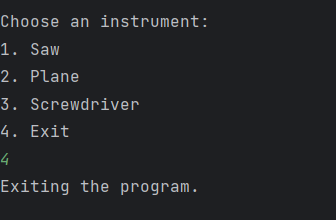 Choose an instrument:
1. Saw
2. Plane
3. Screwdriver
4. Exit
4
Exiting the program.